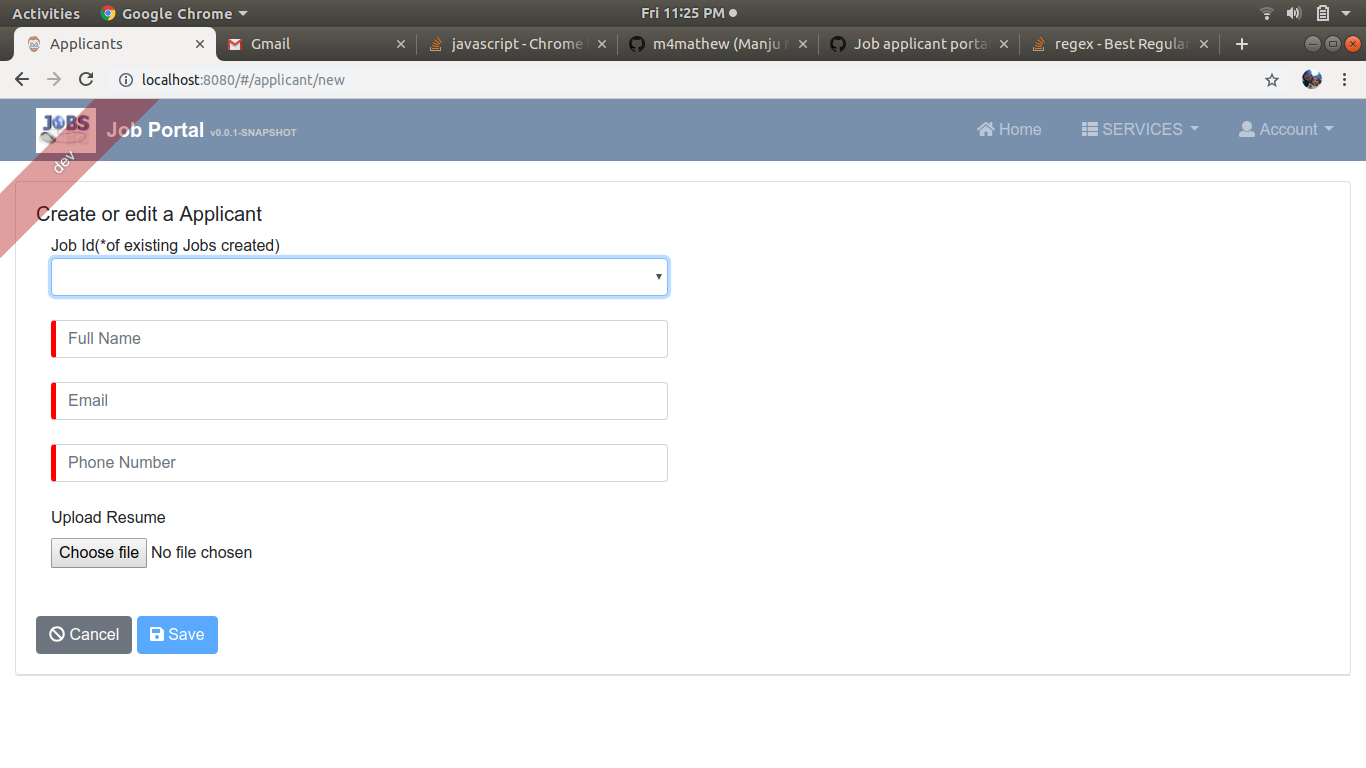 Activities Google Chrome Fri 11:25 PM
Applicants Gmail javascript - Chrome m4mathew (Manju Job applicant porta regex - Best Regula
localhost:8080/#/applicant/new
JOBS Job Portal v0.0.1-SNAPSHOT Home SERVICES Account
dev
Create or edit a Applicant
Job Id(*of existing Jobs created)
Full Name
Email
Phone Number
Upload Resume
Choose file No file chosen
Cancel Save